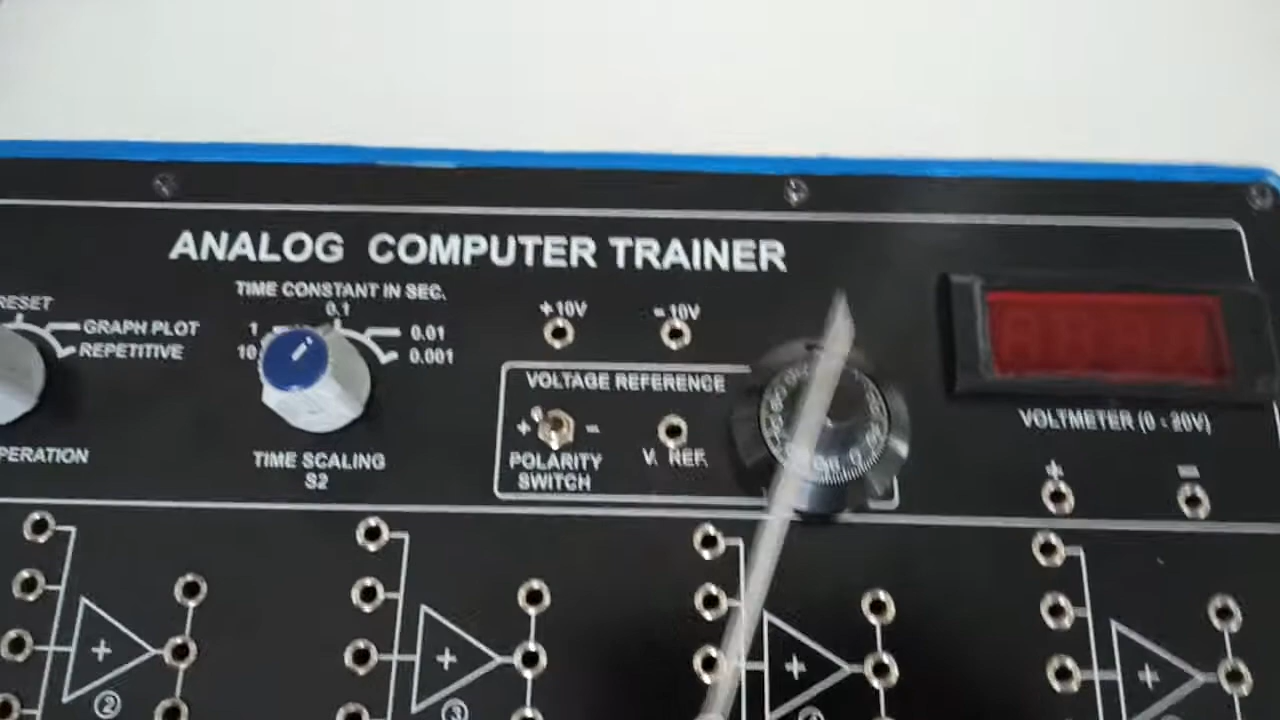 ANALOG COMPUTER TRAINER
RESET
GRAPH PLOT
REPETITIVE
PERATION
TIME CONSTANT IN SEC.
0.1
1
0.01
10
0.001
TIME SCALING
S2
+10V
-10V
VOLTAGE REFERENCE
+ -
POLARITY
SWITCH
V. REF.
VOLTMETER (0 - 20V)
+ -
+ + + +
2 3